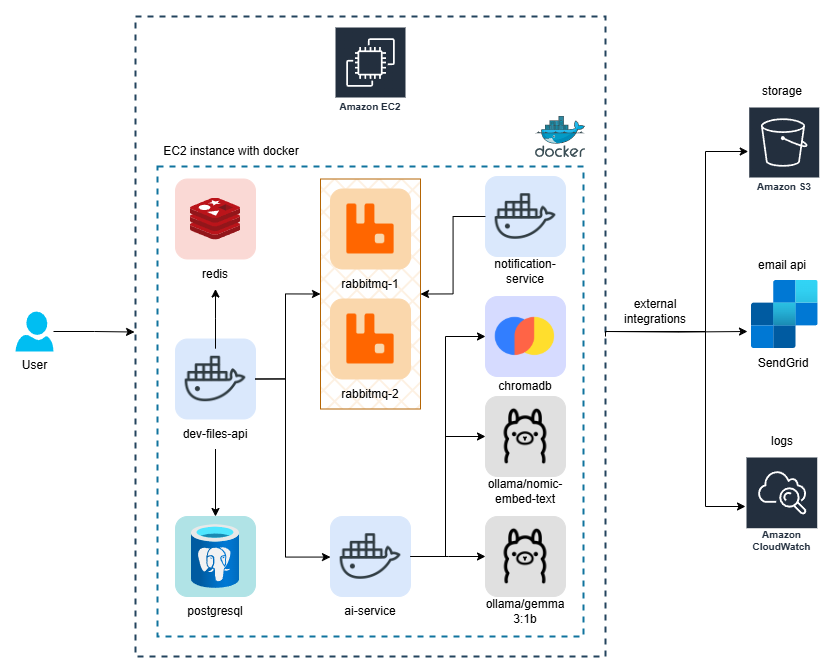 Amazon EC2
EC2 instance with docker
docker
redis
rabbitmq-1
notification-
service
rabbitmq-2
chromadb
dev-files-api
ollama/nomic-
embed-text
postgresql
ai-service
ollama/gemma
3:1b
User
external
integrations
storage
Amazon S3
email api
SendGrid
logs
Amazon
CloudWatch